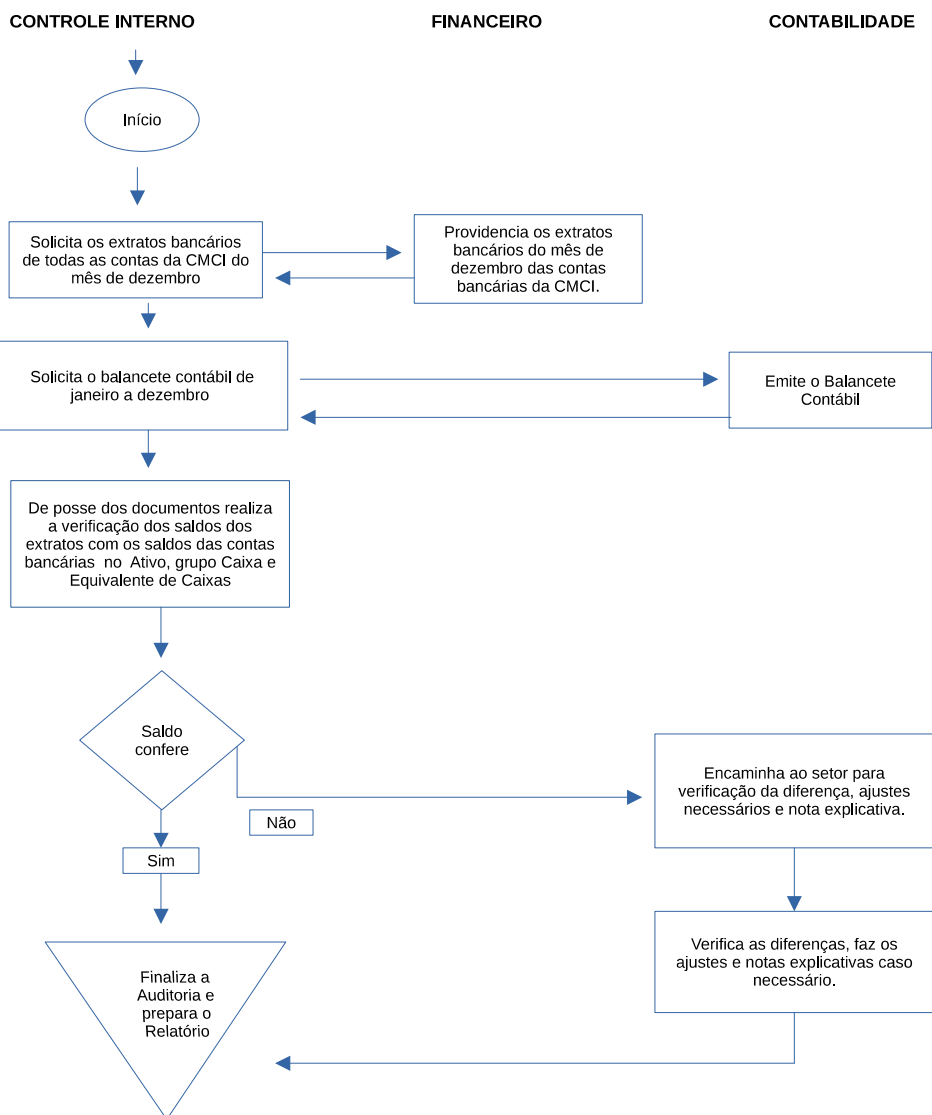 CONTROLE INTERNO
FINANCEIRO
CONTABILIDADE
Início
Solicita os extratos bancários
de todas as contas da CMCI do
mês de dezembro
Providencia os extratos
bancários do mês de
dezembro das contas
bancárias da CMCI.
Solicita o balancete contábil de
janeiro a dezembro
Emite o Balancete
Contábil
De posse dos documentos realiza
a verificação dos saldos dos
extratos com os saldos das contas
bancárias no Ativo, grupo Caixa e
Equivalente de Caixas
Saldo
confere
Encaminha ao setor para
verificação da diferença, ajustes
necessários e nota explicativa.
Não
Sim
Verifica as diferenças, faz os
ajustes e notas explicativas caso
necessário.
Finaliza a
Auditoria e
prepara o
Relatório